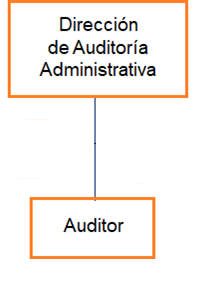 Dirección
de Auditoría
Administrativa
Auditor